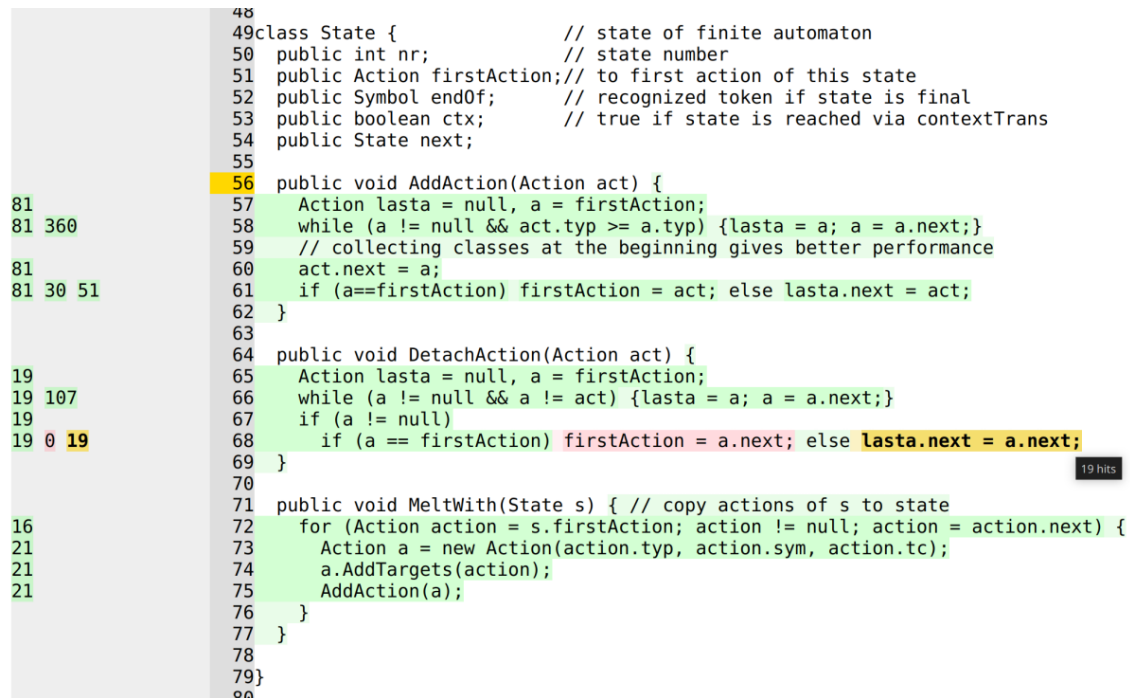 48
49class State {                 // state of finite automaton
50  public int nr;              // state number
51  public Action firstAction;// to first action of this state
52  public Symbol endOf;        // recognized token if state is final
53  public boolean ctx;         // true if state is reached via contextTrans
54  public State next;
55
56  public void AddAction(Action act) {
81 57    Action lasta = null, a = firstAction;
81 360 58    while (a != null && act.typ >= a.typ) {lasta = a; a = a.next;}
59    // collecting classes at the beginning gives better performance
81 60    act.next = a;
81 30 51 61    if (a==firstAction) firstAction = act; else lasta.next = act;
62  }
63
64  public void DetachAction(Action act) {
19 65    Action lasta = null, a = firstAction;
19 107 66    while (a != null && a != act) {lasta = a; a = a.next;}
19 67    if (a != null)
19 0 19 68      if (a == firstAction) firstAction = a.next; else lasta.next = a.next;
69  }
19 hits
70
71  public void MeltWith(State s) { // copy actions of s to state
16 72    for (Action action = s.firstAction; action != null; action = action.next) {
21 73      Action a = new Action(action.typ, action.sym, action.tc);
21 74      a.AddTargets(action);
21 75      AddAction(a);
76    }
77  }
78
79}
80